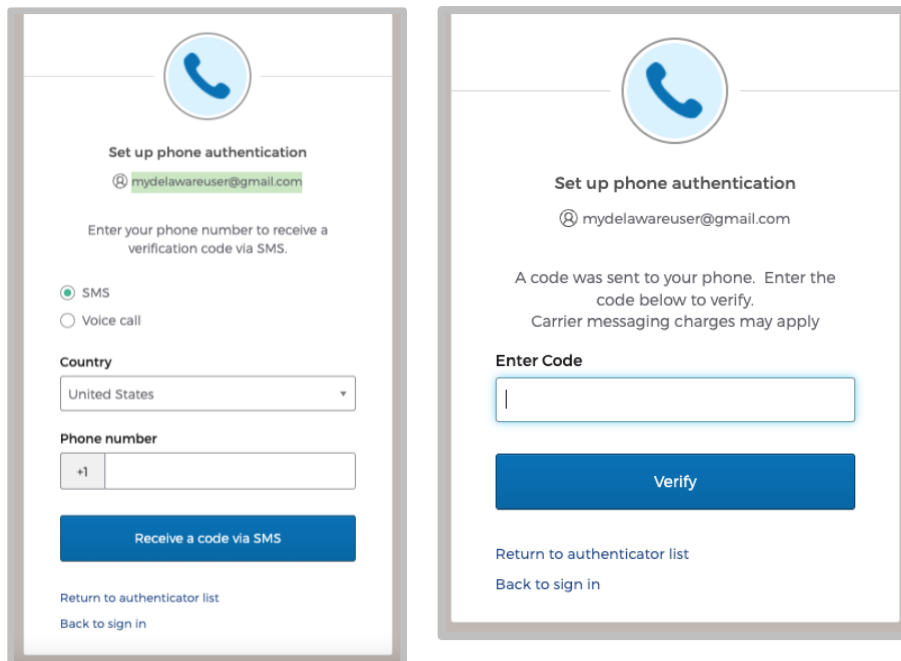 Set up phone authentication
mydelawareuser@gmail.com
Enter your phone number to receive a
verification code via SMS.
SMS
Voice call
Country
United States
Phone number
+1
Receive a code via SMS
Return to authenticator list
Back to sign in
Set up phone authentication
mydelawareuser@gmail.com
A code was sent to your phone. Enter the
code below to verify.
Carrier messaging charges may apply
Enter Code
Verify
Return to authenticator list
Back to sign in